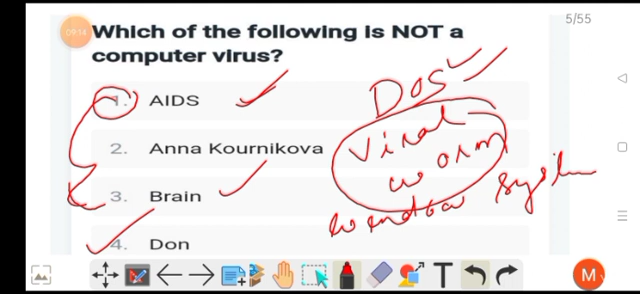 09:14
5/55
Which of the following is NOT a
computer virus?
1. AIDS
2. Anna Kournikova
3. Brain
4. Don
DOS
Viral
worm
window system
T
M